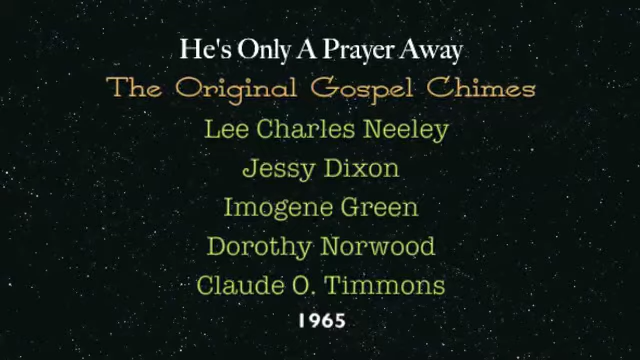 He's Only A Prayer Away
The Original Gospel Chimes
Lee Charles Neeley
Jessy Dixon
Imogene Green
Dorothy Norwood
Claude O. Timmons
1965